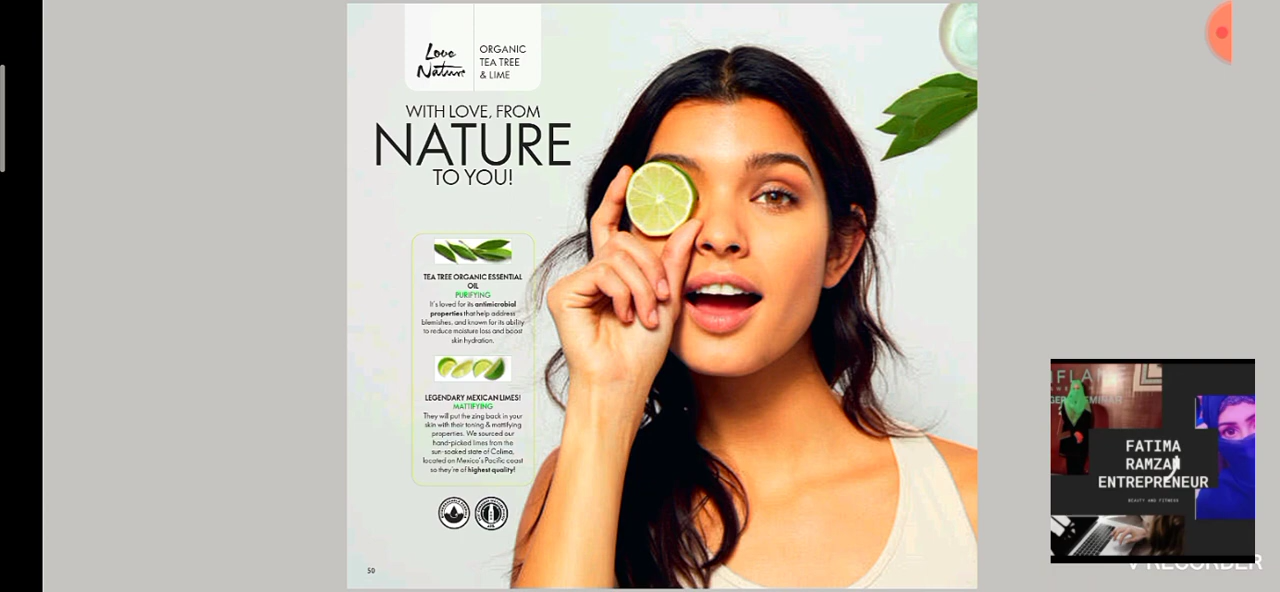 Love
Nature
ORGANIC
TEA TREE
& LIME
WITH LOVE, FROM
NATURE
TO YOU!
TEA TREE ORGANIC ESSENTIAL
OIL
PURIFYING
It's loved for its antimicrobial
properties that help address
blemishes, and known for its ability
to reduce moisture loss and boost
skin hydration.
LEGENDARY MEXICAN LIMES!
MATTIFYING
They will put the zing back in your
skin with their toning & mattifying
properties. We sourced our
hand-picked limes from the
sun-soaked state of Colima,
located on Mexico's Pacific coast
so they're of highest quality!
50
FATIMA
RAMZAN
ENTREPRENEUR
BEAUTY AND FITNESS
RECORDER